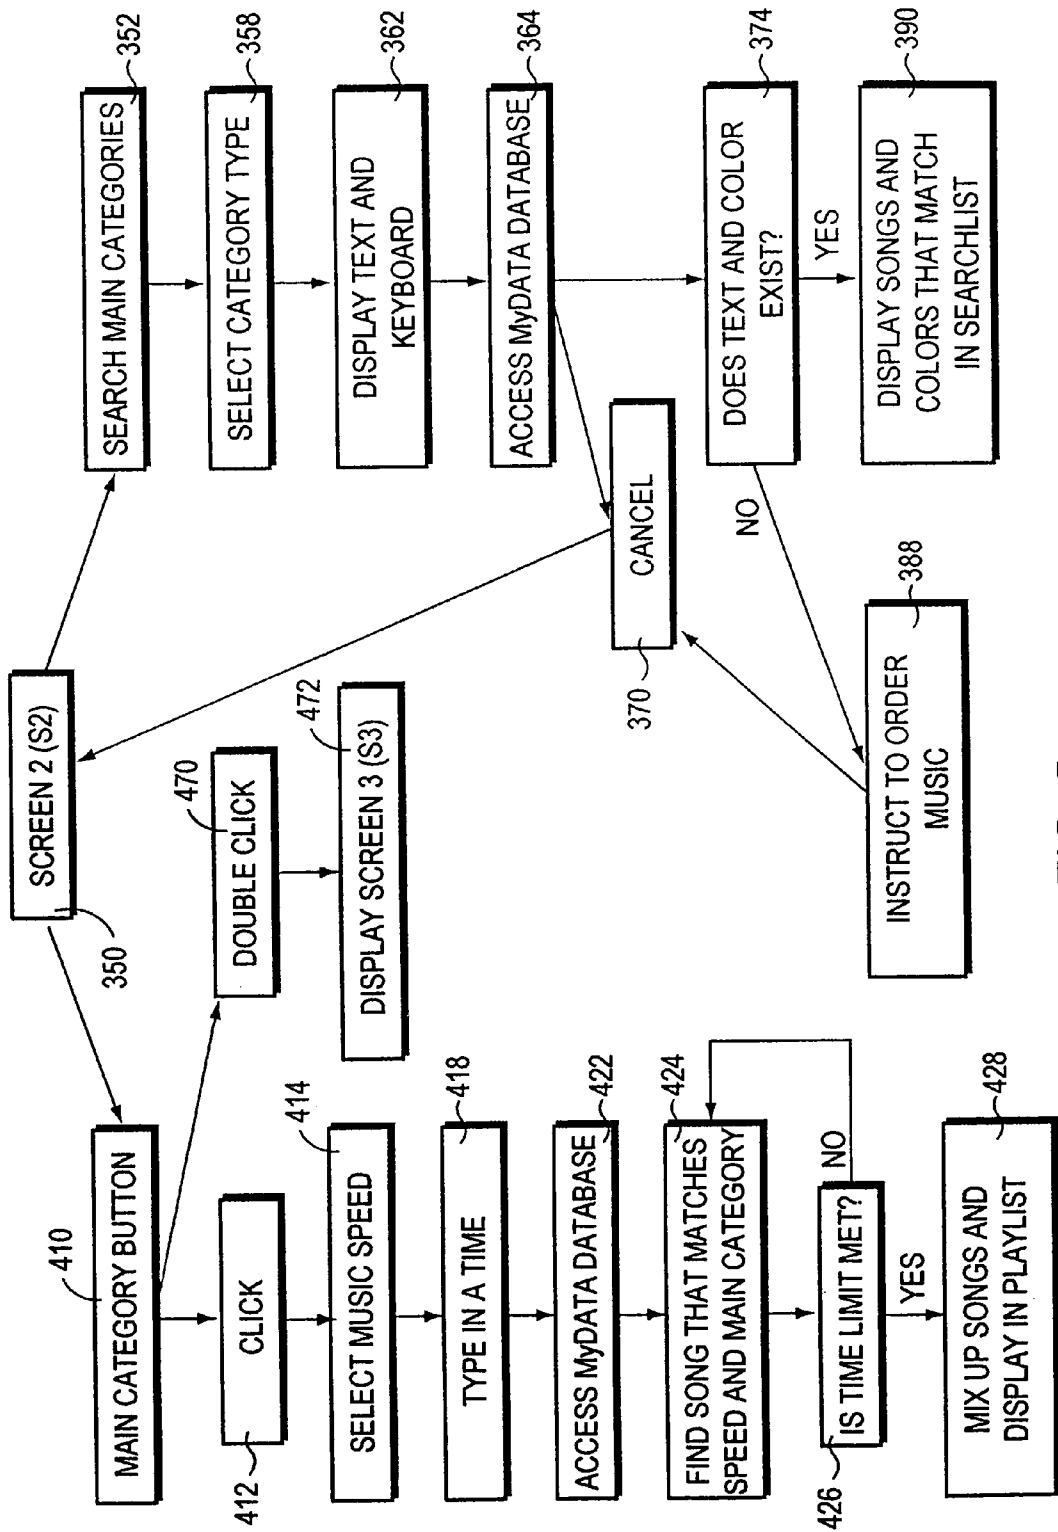 SCREEN 2 (S2)
350
MAIN CATEGORY BUTTON
410
CLICK
412
SELECT MUSIC SPEED
414
TYPE IN A TIME
418
ACCESS MyDATA DATABASE
422
FIND SONG THAT MATCHES
SPEED AND MAIN CATEGORY
424
IS TIME LIMIT MET?
426
NO
YES
MIX UP SONGS AND
DISPLAY IN PLAYLIST
428
DOUBLE CLICK
470
DISPLAY SCREEN 3 (S3)
472
SEARCH MAIN CATEGORIES
352
SELECT CATEGORY TYPE
358
DISPLAY TEXT AND
KEYBOARD
362
ACCESS MyDATA DATABASE
364
CANCEL
370
DOES TEXT AND COLOR
EXIST?
374
NO
YES
INSTRUCT TO ORDER
MUSIC
388
DISPLAY SONGS AND
COLORS THAT MATCH
IN SEARCHLIST
390